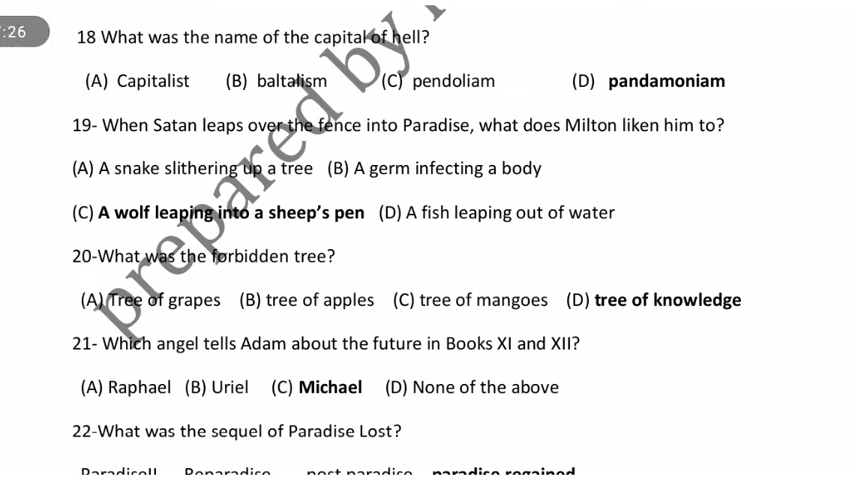 :26
18 What was the name of the capital of hell?
(A) Capitalist (B) baltalism (C) pendoliam (D) pandamoniam
19- When Satan leaps over the fence into Paradise, what does Milton liken him to?
(A) A snake slithering up a tree (B) A germ infecting a body
(C) A wolf leaping into a sheep's pen (D) A fish leaping out of water
20-What was the forbidden tree?
(A) Tree of grapes (B) tree of apples (C) tree of mangoes (D) tree of knowledge
21- Which angel tells Adam about the future in Books XI and XII?
(A) Raphael (B) Uriel (C) Michael (D) None of the above
22-What was the sequel of Paradise Lost?
post paradise paradise regained
prepared by